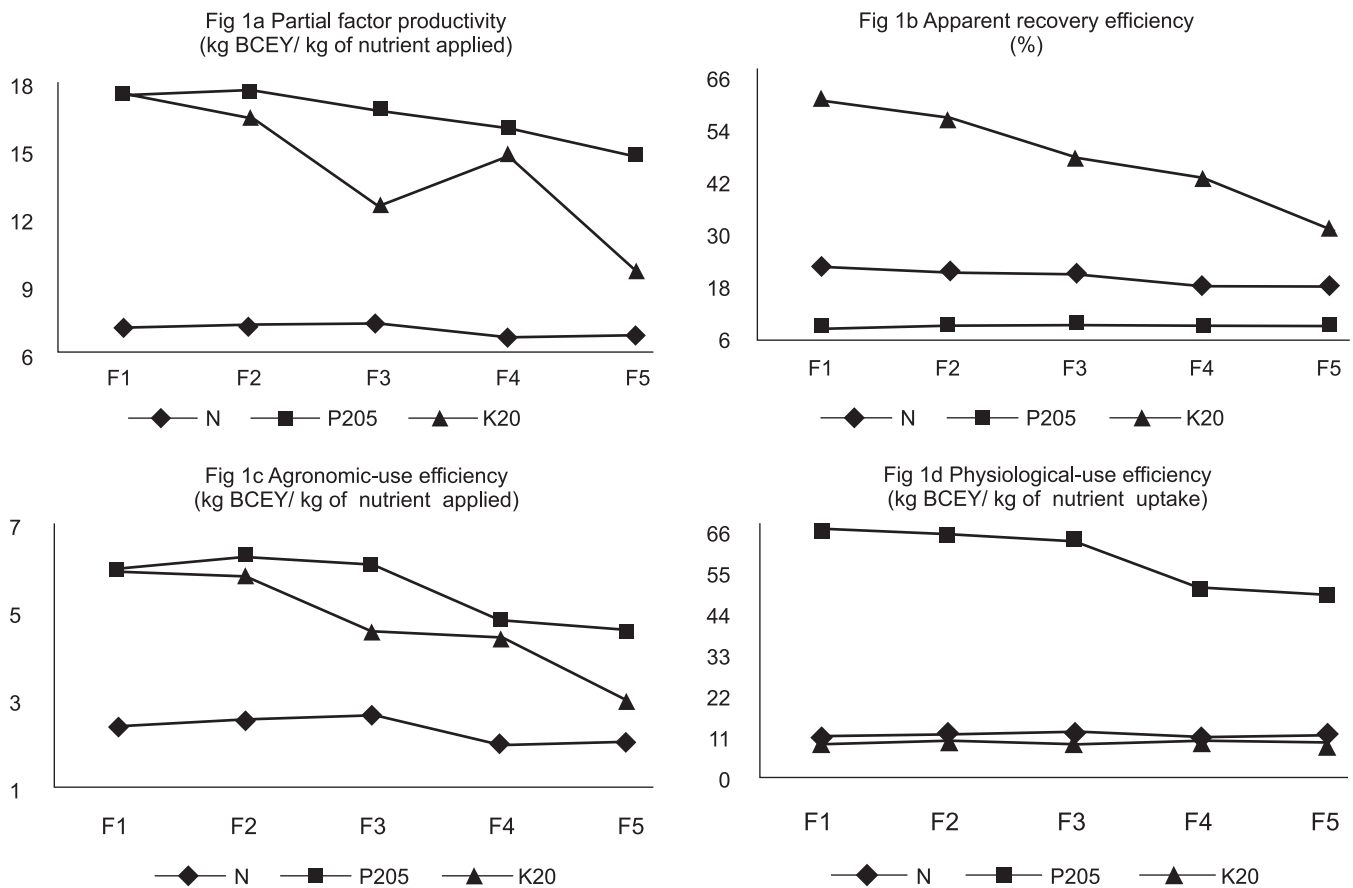 Fig 1a Partial factor productivity
(kg BCEY/ kg of nutrient applied)
18
15
12
9
6
F1 F2 F3 F4 F5
N P205 K20
Fig 1b Apparent recovery efficiency
(%)
66
54
42
30
18
6
F1 F2 F3 F4 F5
N P205 K20
Fig 1c Agronomic-use efficiency
(kg BCEY/ kg of nutrient applied)
7
5
3
1
F1 F2 F3 F4 F5
N P205 K20
Fig 1d Physiological-use efficiency
(kg BCEY/ kg of nutrient uptake)
66
55
44
33
22
11
0
F1 F2 F3 F4 F5
N P205 K20